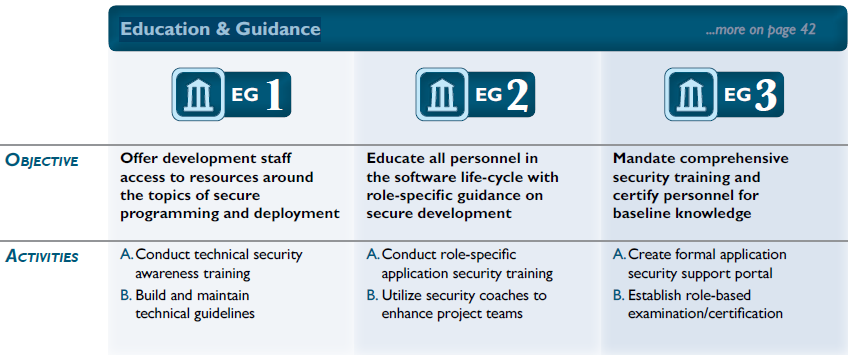 Education & Guidance
...more on page 42
EG 1
EG 2
EG 3
OBJECTIVE
Offer development staff
access to resources around
the topics of secure
programming and deployment
Educate all personnel in
the software life-cycle with
role-specific guidance on
secure development
Mandate comprehensive
security training and
certify personnel for
baseline knowledge
ACTIVITIES
A. Conduct technical security
awareness training
B. Build and maintain
technical guidelines
A. Conduct role-specific
application security training
B. Utilize security coaches to
enhance project teams
A. Create formal application
security support portal
B. Establish role-based
examination/certification